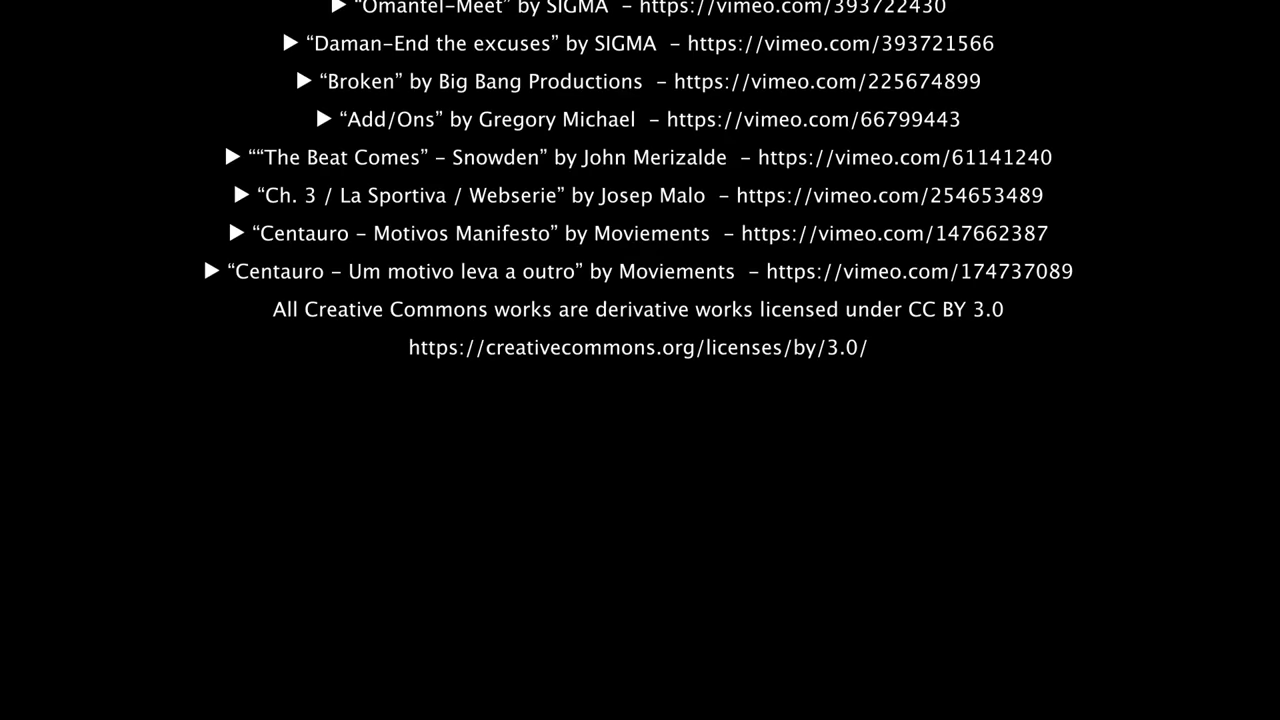 ▶ “Omantel-Meet” by SIGMA – https://vimeo.com/393722430
▶ “Daman-End the excuses” by SIGMA – https://vimeo.com/393721566
▶ “Broken” by Big Bang Productions – https://vimeo.com/225674899
▶ “Add/Ons” by Gregory Michael – https://vimeo.com/66799443
▶ ““The Beat Comes” – Snowden” by John Merizalde – https://vimeo.com/61141240
▶ “Ch. 3 / La Sportiva / Webserie” by Josep Malo – https://vimeo.com/254653489
▶ “Centauro – Motivos Manifesto” by Moviements – https://vimeo.com/147662387
▶ “Centauro – Um motivo leva a outro” by Moviements – https://vimeo.com/174737089
All Creative Commons works are derivative works licensed under CC BY 3.0
https://creativecommons.org/licenses/by/3.0/